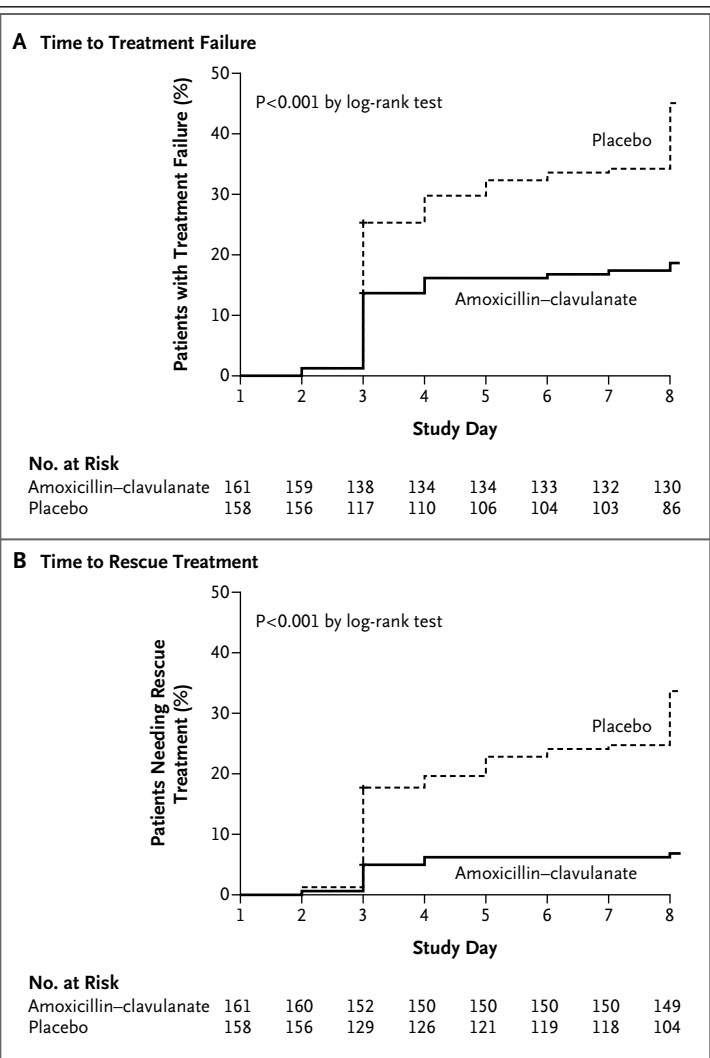 A Time to Treatment Failure
Patients with Treatment Failure (%)
50
40
30
20
10
0
P<0.001 by log-rank test
Placebo
Amoxicillin–clavulanate
1 2 3 4 5 6 7 8
Study Day
No. at Risk
Amoxicillin–clavulanate 161 159 138 134 134 133 132 130
Placebo 158 156 117 110 106 104 103 86
B Time to Rescue Treatment
Patients Needing Rescue
Treatment (%)
50
40
30
20
10
0
P<0.001 by log-rank test
Placebo
Amoxicillin–clavulanate
1 2 3 4 5 6 7 8
Study Day
No. at Risk
Amoxicillin–clavulanate 161 160 152 150 150 150 150 149
Placebo 158 156 129 126 121 119 118 104